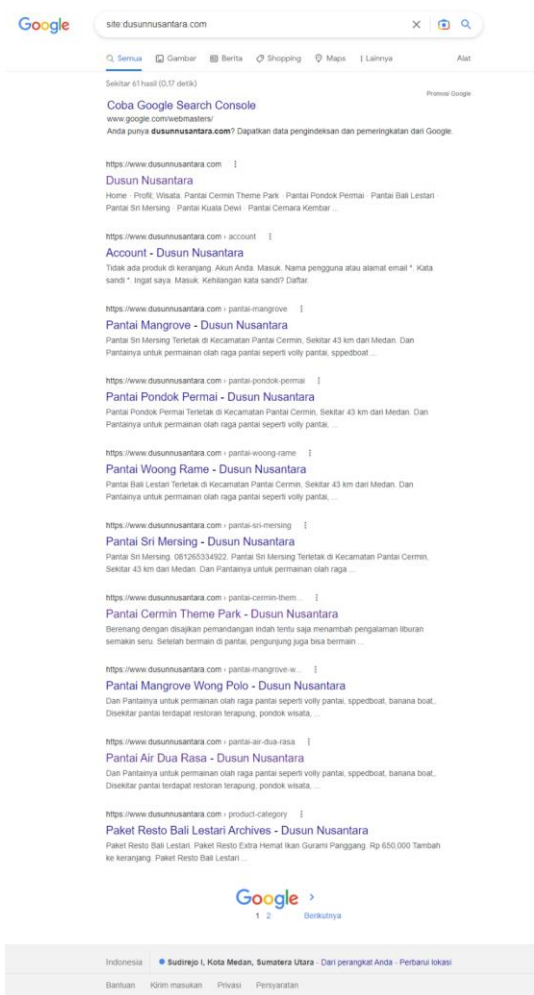 Google
site:dusunnusantara.com
Semua Gambar Berita Shopping Maps Lainnya Alat
Sekitar 61 hasil (0,17 detik)
Promosi Google
Coba Google Search Console
www.google.com/webmasters/
Anda punya dusunnusantara.com? Dapatkan data pengindeksan dan pemeringkatan dari Google.
https://www.dusunnusantara.com
Dusun Nusantara
Home · Profil; Wisata. Pantai Cermin Theme Park · Pantai Pondok Permai · Pantai Bali Lestari ·
Pantai Sri Mersing · Pantai Kuala Dewi · Pantai Cemara Kembar ...
https://www.dusunnusantara.com › account
Account - Dusun Nusantara
Tidak ada produk di keranjang. Akun Anda. Masuk. Nama pengguna atau alamat email *. Kata
sandi *. Ingat saya. Masuk. Kehilangan kata sandi? Daftar.
https://www.dusunnusantara.com › pantai-mangrove
Pantai Mangrove - Dusun Nusantara
Pantai Sri Mersing Terletak di Kecamatan Pantai Cermin, Sekitar 43 km dari Medan. Dan
Pantainya untuk permainan olah raga pantai seperti volly pantai, sppedboat ...
https://www.dusunnusantara.com › pantai-pondok-permai
Pantai Pondok Permai - Dusun Nusantara
Pantai Pondok Permai Terletak di Kecamatan Pantai Cermin, Sekitar 43 km dari Medan. Dan
Pantainya untuk permainan olah raga pantai seperti volly pantai, ...
https://www.dusunnusantara.com › pantai-woong-rame
Pantai Woong Rame - Dusun Nusantara
Pantai Bali Lestari Terletak di Kecamatan Pantai Cermin, Sekitar 43 km dari Medan. Dan
Pantainya untuk permainan olah raga pantai seperti volly pantai, ...
https://www.dusunnusantara.com › pantai-sri-mersing
Pantai Sri Mersing - Dusun Nusantara
Pantai Sri Mersing. 081265334922. Pantai Sri Mersing Terletak di Kecamatan Pantai Cermin,
Sekitar 43 km dari Medan. Dan Pantainya untuk permainan olah raga ...
https://www.dusunnusantara.com › pantai-cermin-them...
Pantai Cermin Theme Park - Dusun Nusantara
Berenang dengan disajikan pemandangan indah tentu saja menambah pengalaman liburan
semakin seru. Setelah bermain di pantai, pengunjung juga bisa bermain ...
https://www.dusunnusantara.com › pantai-mangrove-w...
Pantai Mangrove Wong Polo - Dusun Nusantara
Dan Pantainya untuk permainan olah raga pantai seperti volly pantai, sppedboat, banana boat,.
Disekitar pantai terdapat restoran terapung, pondok wisata, ...
https://www.dusunnusantara.com › pantai-air-dua-rasa
Pantai Air Dua Rasa - Dusun Nusantara
Dan Pantainya untuk permainan olah raga pantai seperti volly pantai, sppedboat, banana boat,.
Disekitar pantai terdapat restoran terapung, pondok wisata, ...
https://www.dusunnusantara.com › product-category
Paket Resto Bali Lestari Archives - Dusun Nusantara
Paket Resto Bali Lestari. Paket Resto Extra Hemat Ikan Gurami Panggang. Rp 650,000 Tambah
ke keranjang. Paket Resto Bali Lestari ...
Google >
1 2 Berikutnya
Indonesia Sudirejo I, Kota Medan, Sumatera Utara - Dari perangkat Anda - Perbarui lokasi
Bantuan Kirim masukan Privasi Persyaratan